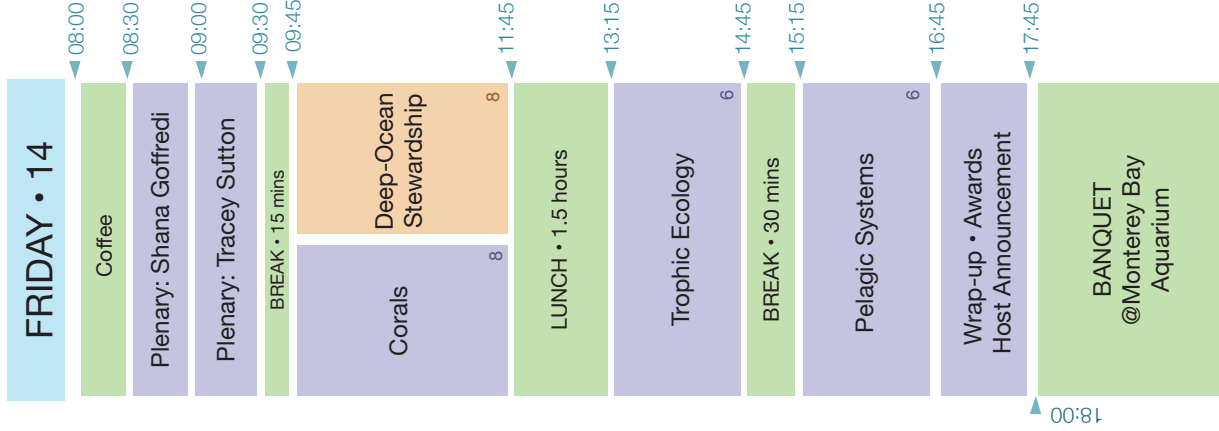 FRIDAY • 14
08:00
Coffee
08:30
Plenary: Shana Goffredi
09:00
Plenary: Tracey Sutton
09:30
BREAK • 15 mins
09:45
Corals
8
Deep-Ocean
Stewardship
8
11:45
LUNCH • 1.5 hours
13:15
Trophic Ecology
6
14:45
BREAK • 30 mins
15:15
Pelagic Systems
6
16:45
Wrap-up • Awards
Host Announcement
17:45
18:00
BANQUET
@Monterey Bay
Aquarium